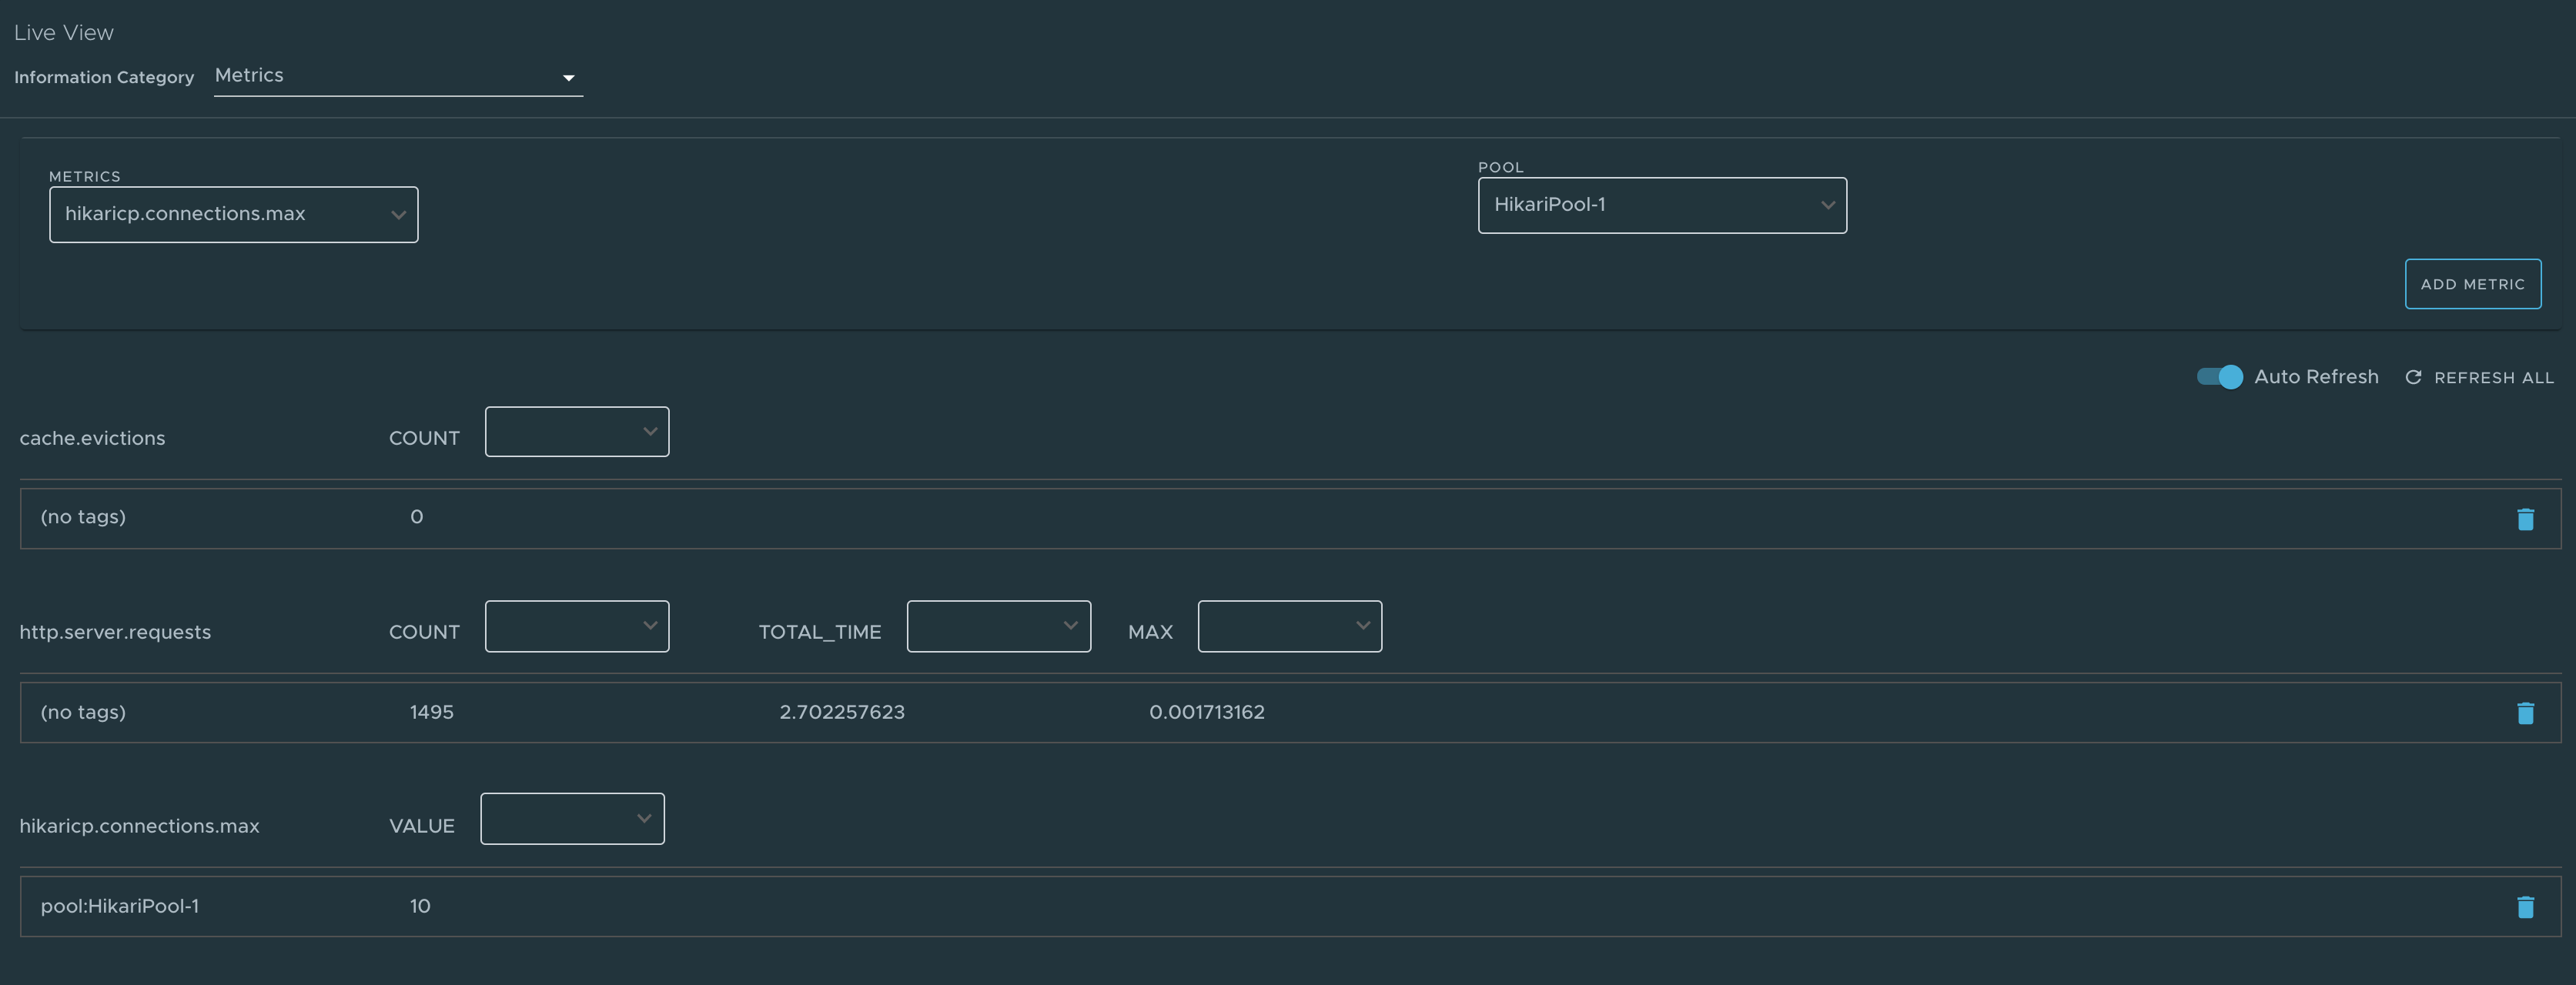 Live View
Information Category Metrics
METRICS
hikaricp.connections.max
POOL
HikariPool-1
ADD METRIC
Auto Refresh REFRESH ALL
cache.evictions COUNT
(no tags) 0
http.server.requests COUNT TOTAL_TIME MAX
(no tags) 1495 2.702257623 0.001713162
hikaricp.connections.max VALUE
pool:HikariPool-1 10